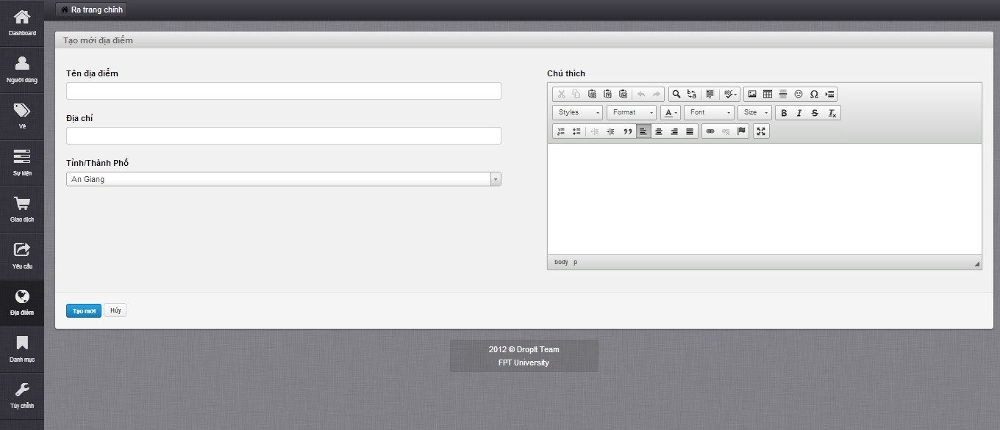 Ra trang chính
Dashboard
Người dùng
Vé
Sự kiện
Giao dịch
Yêu cầu
Địa điểm
Danh mục
Tùy chỉnh
Tạo mới địa điểm
Tên địa điểm
Địa chỉ
Tỉnh/Thành Phố
An Giang
Chú thích
Styles Format A Font Size B I S Tx
body p
Tạo mới Hủy
2012 © DropIt Team
FPT University